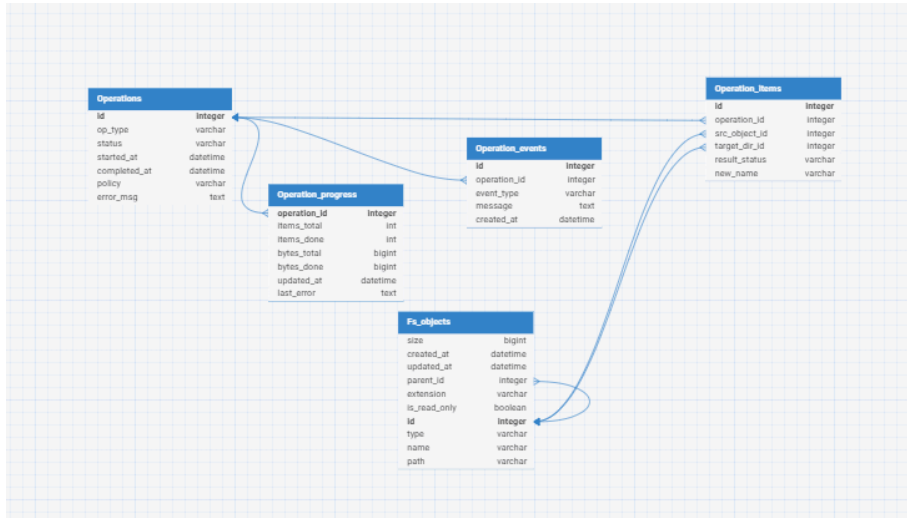 Operations
id integer
op_type varchar
status varchar
started_at datetime
completed_at datetime
policy varchar
error_msg text
Operation_progress
operation_id integer
items_total int
items_done int
bytes_total bigint
bytes_done bigint
updated_at datetime
last_error text
Operation_events
id integer
operation_id integer
event_type varchar
message text
created_at datetime
Operation_items
id integer
operation_id integer
src_object_id integer
target_dir_id integer
result_status varchar
new_name varchar
Fs_objects
size bigint
created_at datetime
updated_at datetime
parent_id integer
extension varchar
is_read_only boolean
id integer
type varchar
name varchar
path varchar